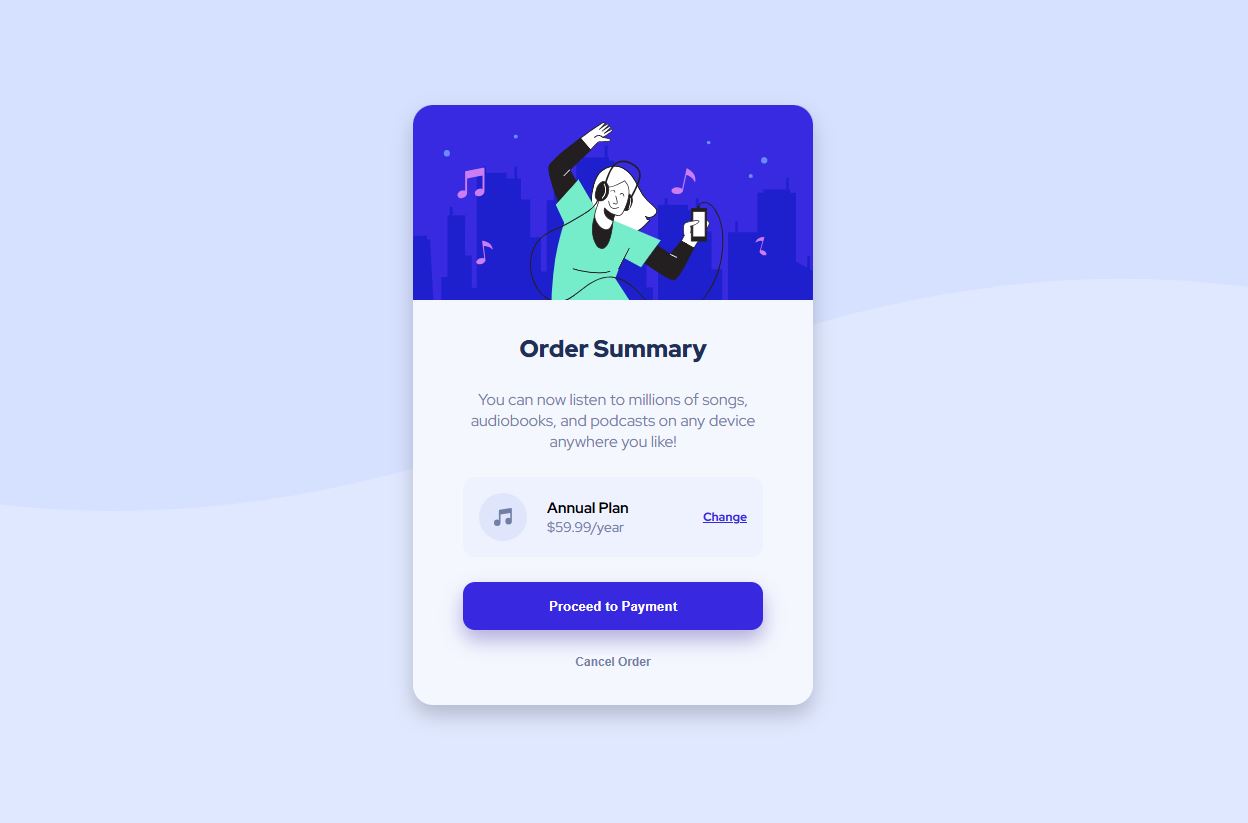 Order Summary
You can now listen to millions of songs,
audiobooks, and podcasts on any device
anywhere you like!
Annual Plan
$59.99/year
Change
Proceed to Payment
Cancel Order